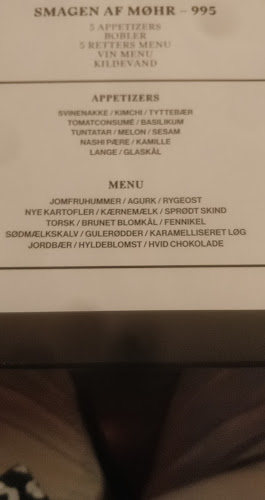 SMAGEN AF MØHR – 995
5 APPETIZERS
BOBLER
5 RETTERS MENU
VIN MENU
KILDEVAND
APPETIZERS
SVINENAKKE / KIMCHI / TYTTEBÆR
TOMATCONSUMÉ / BASILIKUM
TUNTATAR / MELON / SESAM
NASHI PÆRE / KAMILLE
LANGE / GLASKÅL
MENU
JOMFRUHUMMER / AGURK / RYGEOST
NYE KARTOFLER / KÆRNEMÆLK / SPRØDT SKIND
TORSK / BRUNET BLOMKÅL / FENNIKEL
SØDMÆLKSKALV / GULERØDDER / KARAMELLISERET LØG
JORDBÆR / HYLDEBLOMST / HVID CHOKOLADE